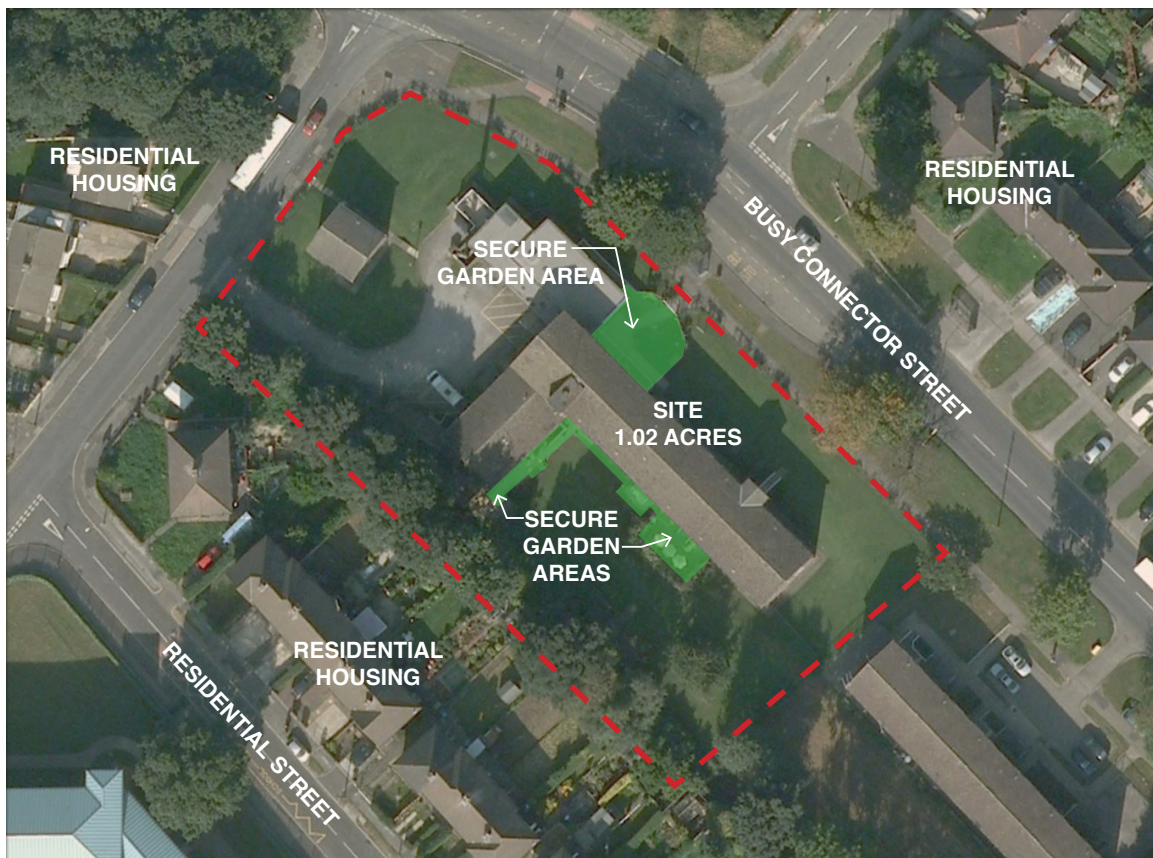 RESIDENTIAL
HOUSING
RESIDENTIAL
HOUSING
SECURE
GARDEN AREA
BUSY CONNECTOR STREET
SITE
1.02 ACRES
SECURE
GARDEN
AREAS
RESIDENTIAL
HOUSING
RESIDENTIAL STREET